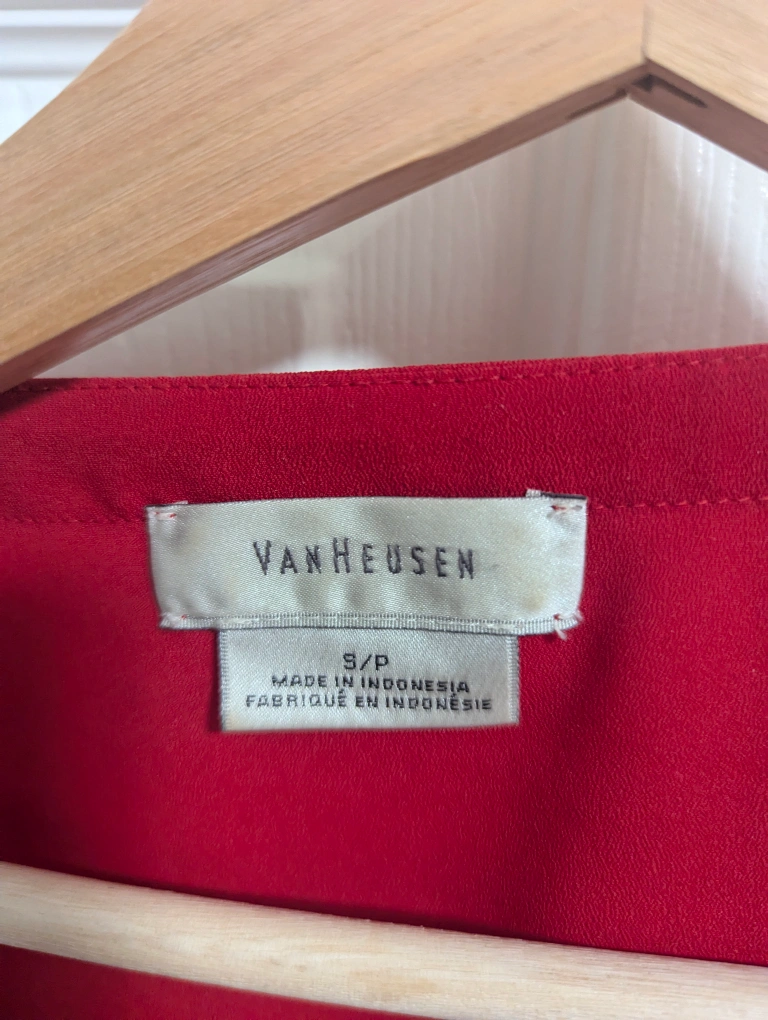 VANHEUSEN
S/P
MADE IN INDONESIA
FABRIQUÉ EN INDONÉSIE